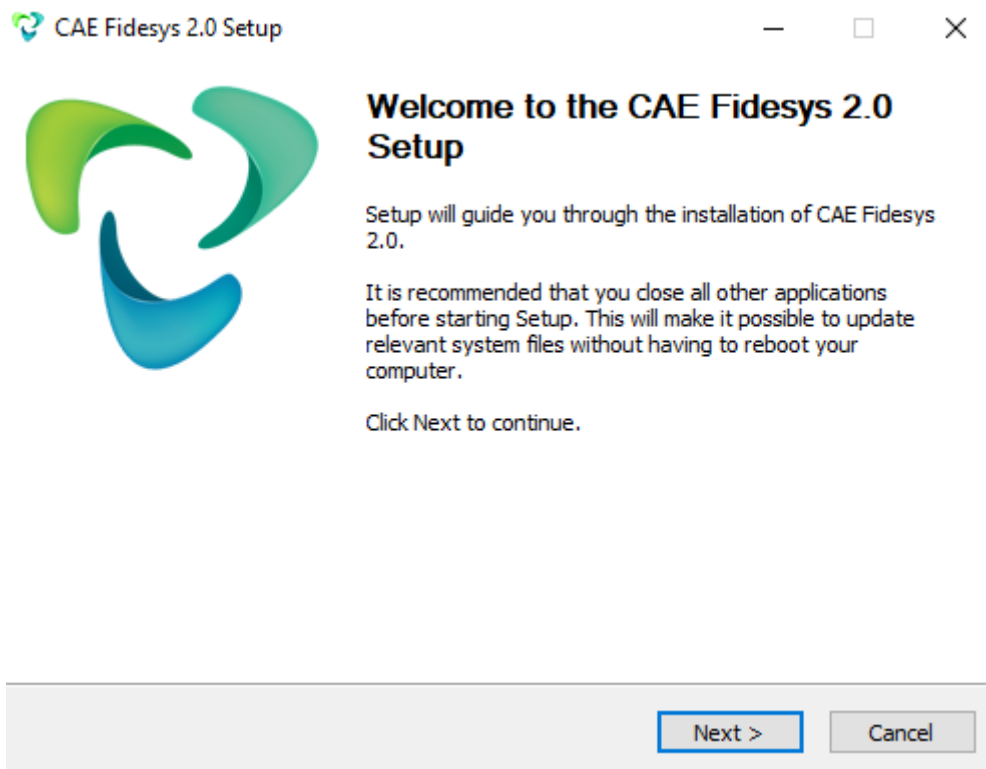 CAE Fidesys 2.0 Setup
Welcome to the CAE Fidesys 2.0
Setup
Setup will guide you through the installation of CAE Fidesys
2.0.
It is recommended that you close all other applications
before starting Setup. This will make it possible to update
relevant system files without having to reboot your
computer.
Click Next to continue.
Next >
Cancel